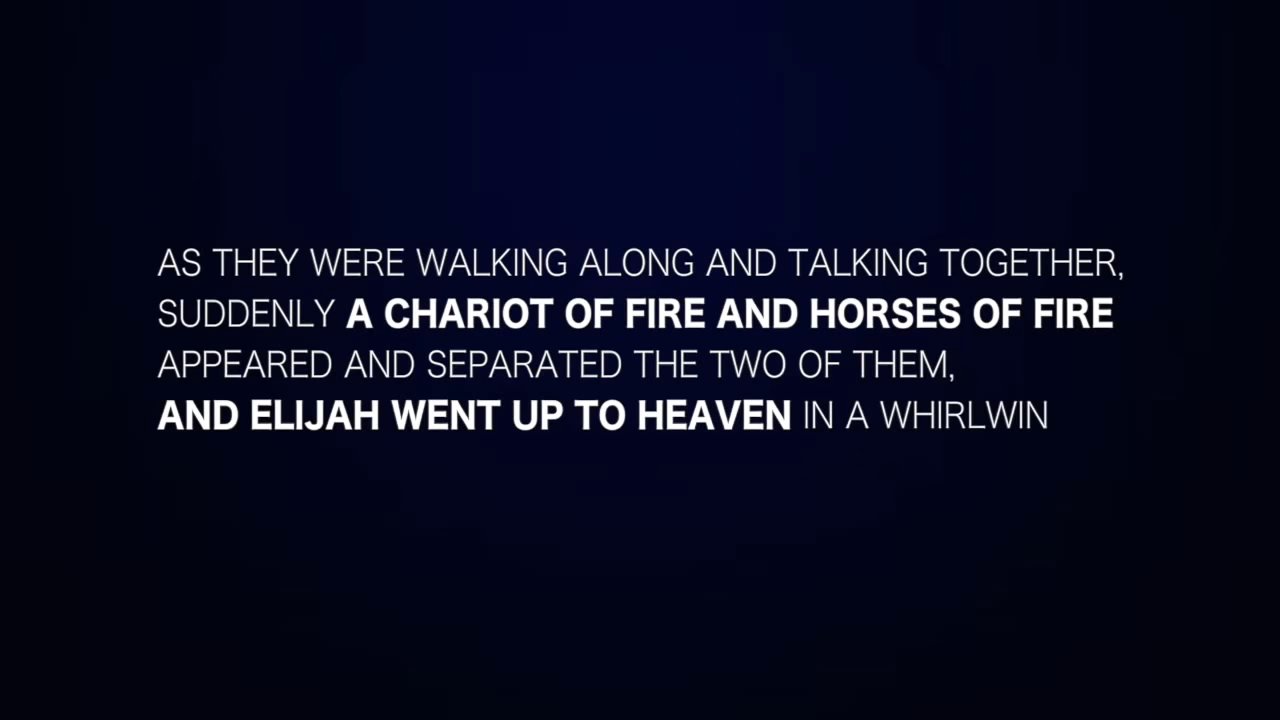 AS THEY WERE WALKING ALONG AND TALKING TOGETHER,
SUDDENLY A CHARIOT OF FIRE AND HORSES OF FIRE
APPEARED AND SEPARATED THE TWO OF THEM,
AND ELIJAH WENT UP TO HEAVEN IN A WHIRLWIN